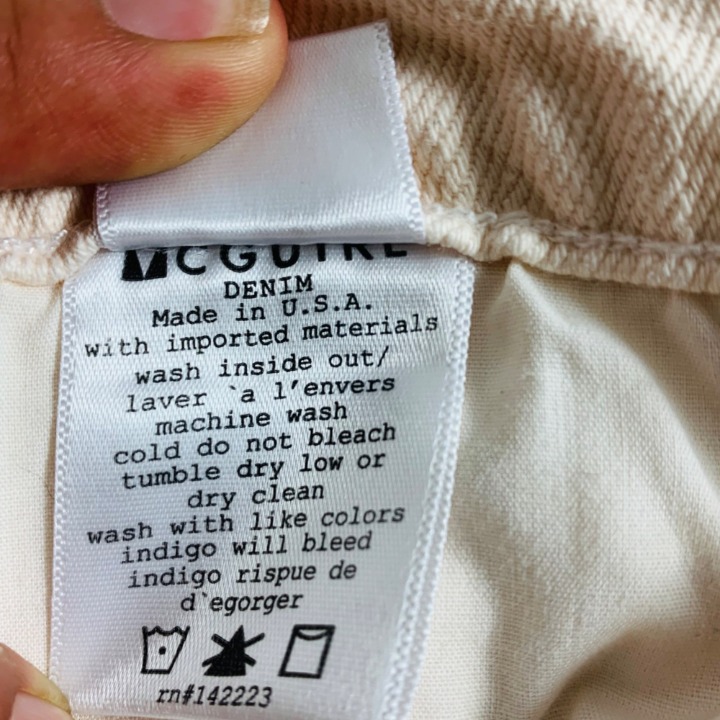 MCGUIRE
DENIM
Made in U.S.A.
with imported materials
wash inside out/
laver `a l'envers
machine wash
cold do not bleach
tumble dry low or
dry clean
wash with like colors
indigo will bleed
indigo rispue de
d`egorger
rn#142223